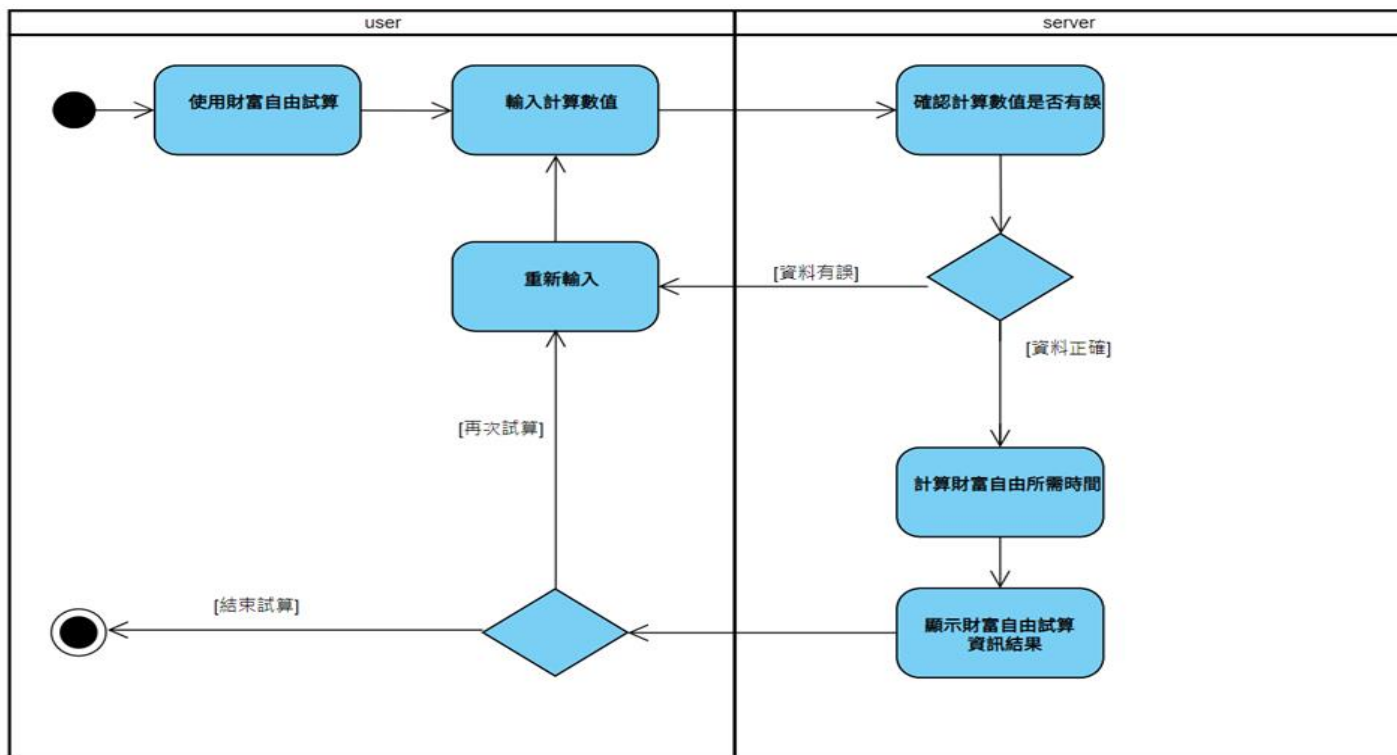 user
server
使用財富自由試算
輸入計算數值
確認計算數值是否有誤
重新輸入
[資料有誤]
[資料正確]
[再次試算]
計算財富自由所需時間
[結束試算]
顯示財富自由試算
資訊結果